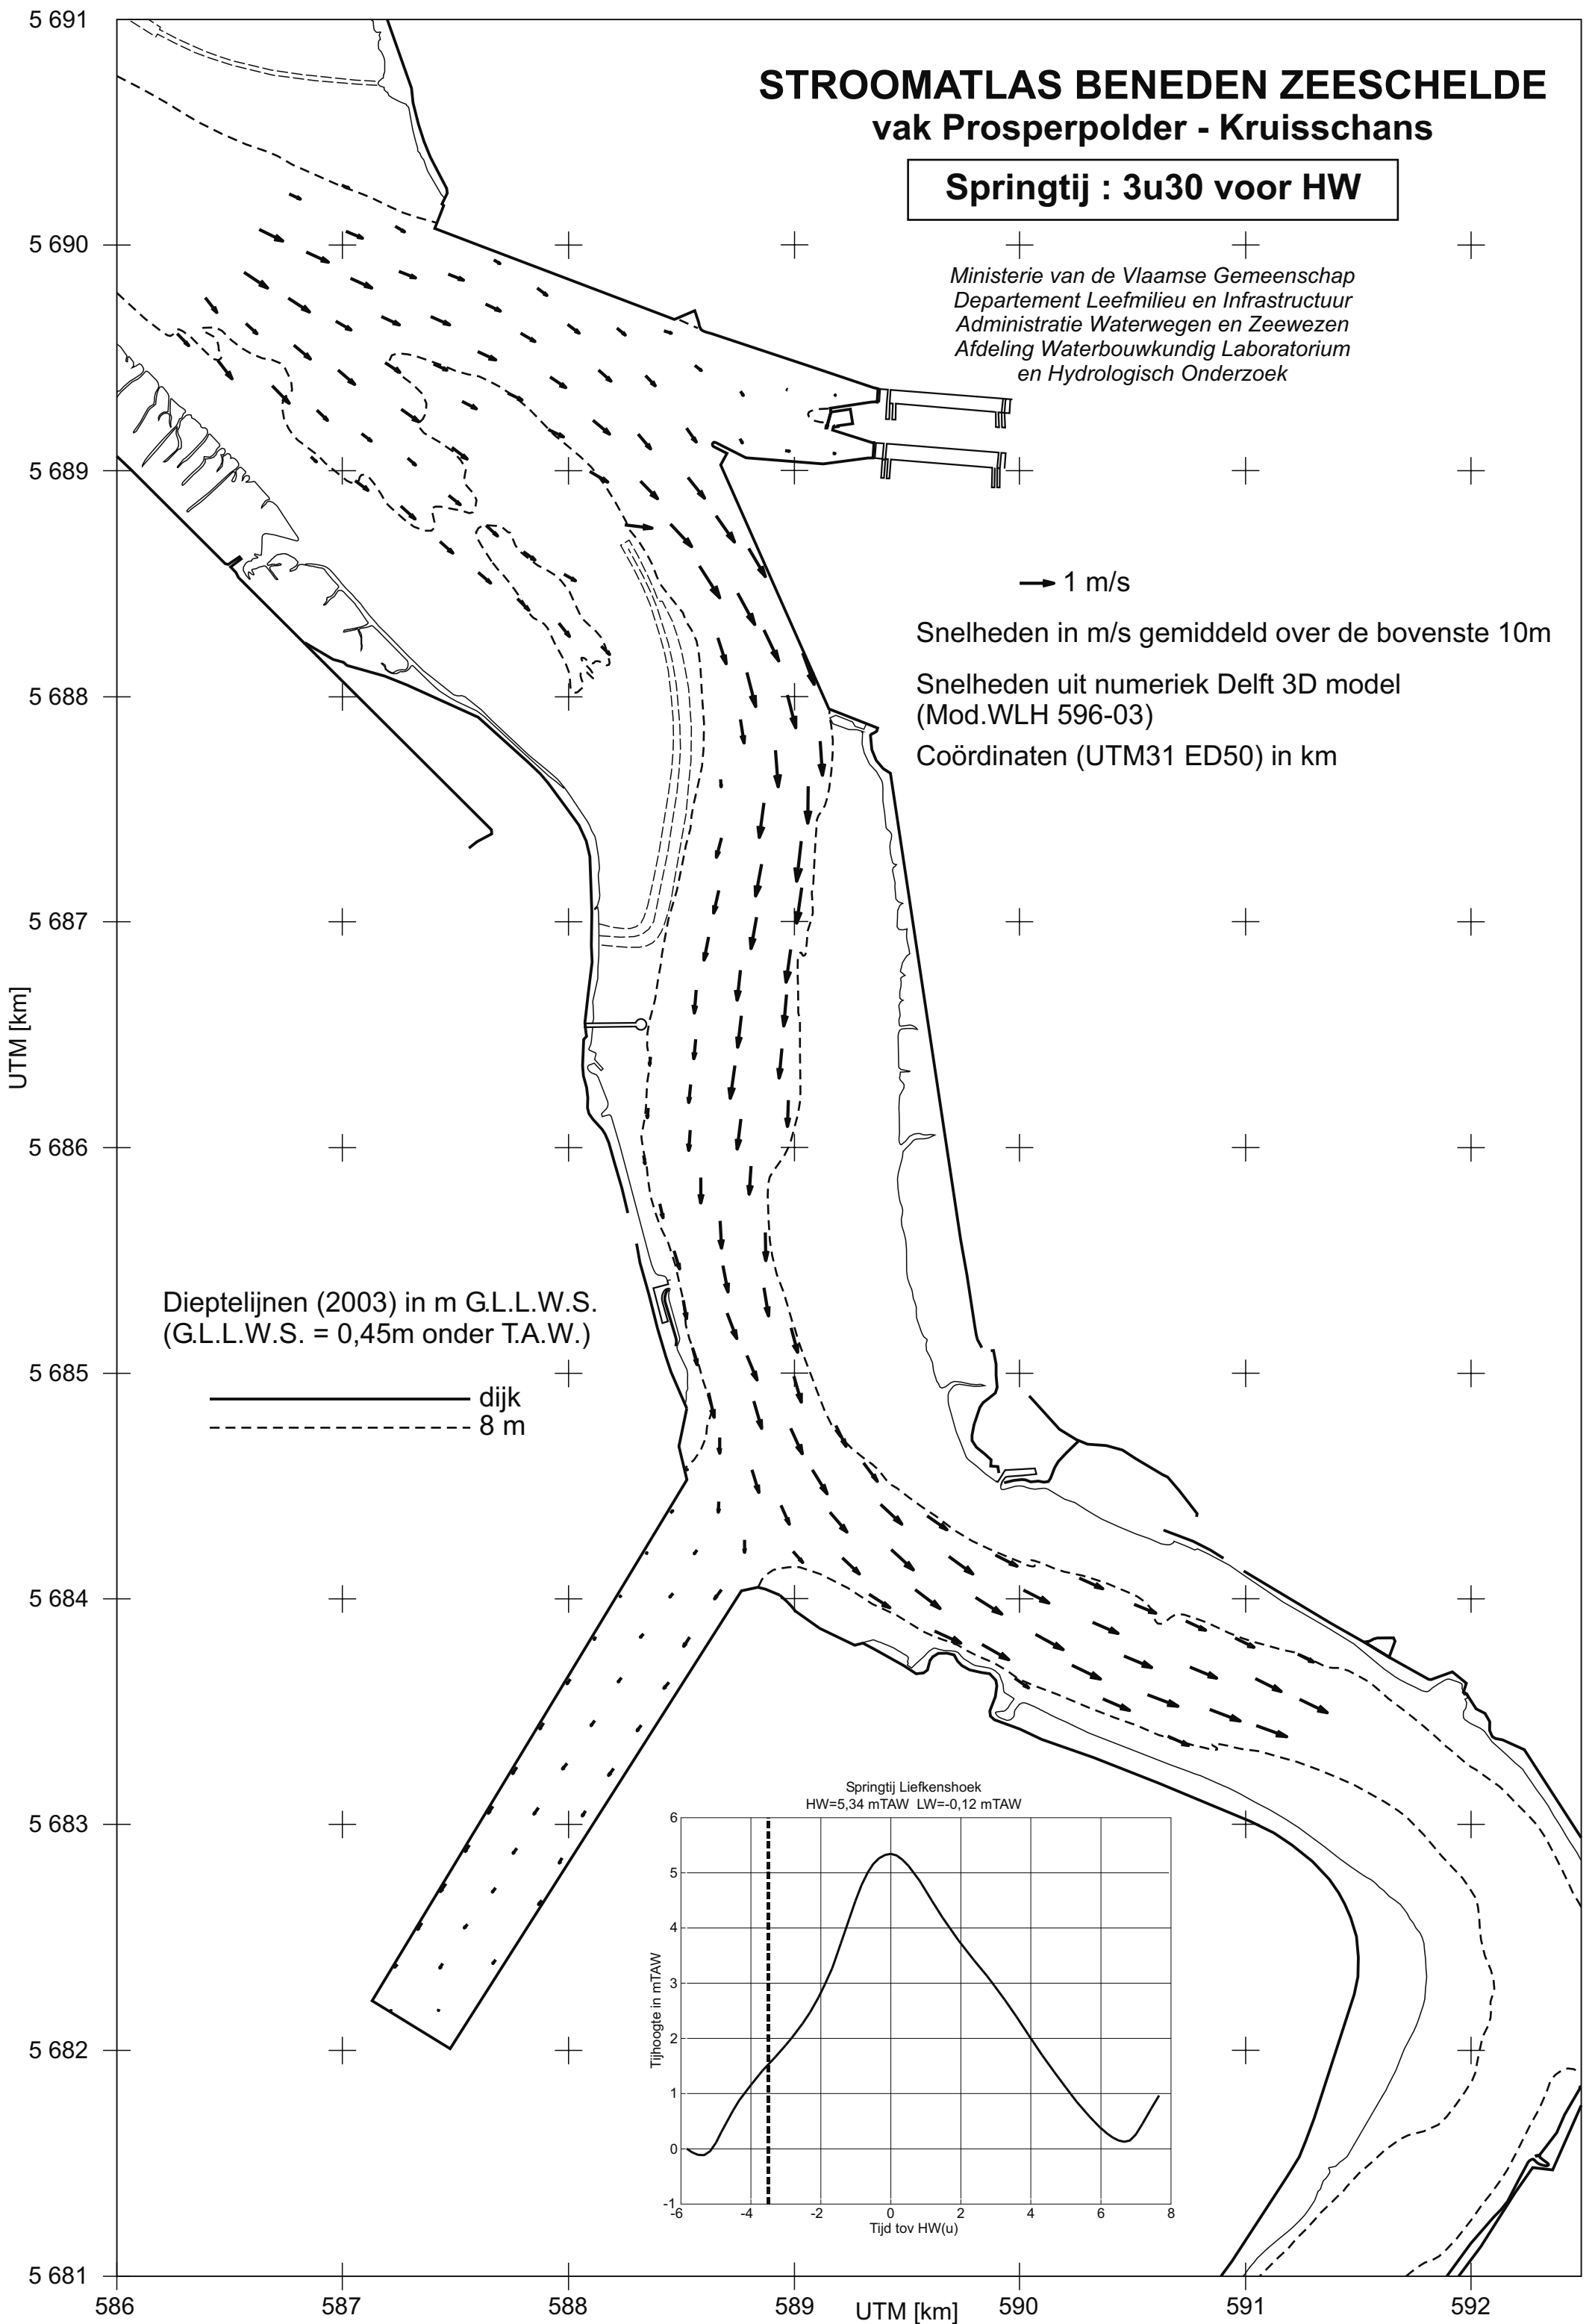 STROOMATLAS BENEDEN ZEESCHELDE
vak Prosperpolder - Kruisschans
Springtij : 3u30 voor HW
Ministerie van de Vlaamse Gemeenschap
Departement Leefmilieu en Infrastructuur
Administratie Waterwegen en Zeewezen
Afdeling Waterbouwkundig Laboratorium
en Hydrologisch Onderzoek
1 m/s
Snelheden in m/s gemiddeld over de bovenste 10m
Snelheden uit numeriek Delft 3D model
(Mod.WLH 596-03)
Coördinaten (UTM31 ED50) in km
Dieptelijnen (2003) in m G.L.L.W.S.
(G.L.L.W.S. = 0,45m onder T.A.W.)
dijk
8 m
5 691
5 690
5 689
5 688
5 687
5 686
5 685
5 684
5 683
5 682
5 681
UTM [km]
586
587
588
589
590
591
592
UTM [km]
Springtij Liefkenshoek
HW=5,34 mTAW LW=-0,12 mTAW
6
5
4
3
2
1
0
-1
Tijhoogte in mTAW
-6
-4
-2
0
2
4
6
8
Tijd tov HW(u)